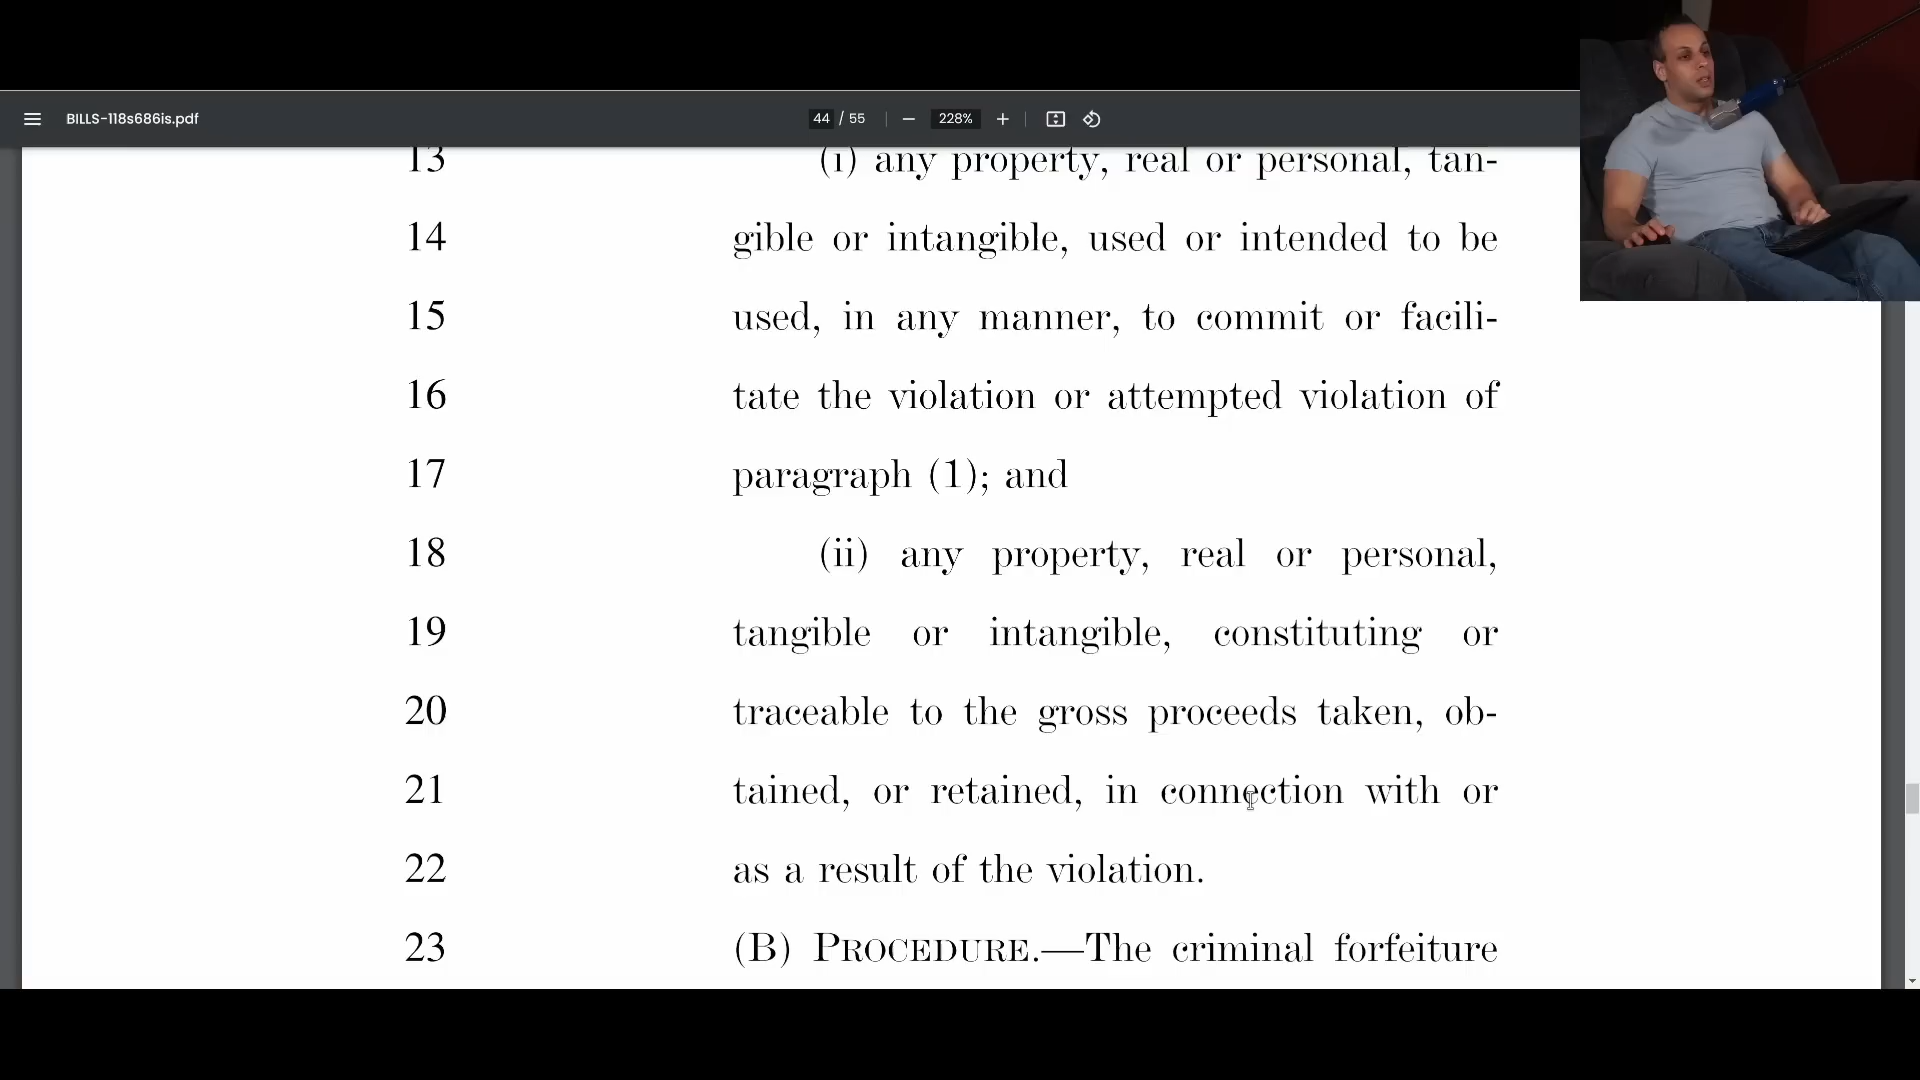 BILLS-118s686is.pdf
44 / 55
228%
13 (i) any property, real or personal, tan-
14 gible or intangible, used or intended to be
15 used, in any manner, to commit or facili-
16 tate the violation or attempted violation of
17 paragraph (1); and
18 (ii) any property, real or personal,
19 tangible or intangible, constituting or
20 traceable to the gross proceeds taken, ob-
21 tained, or retained, in connection with or
22 as a result of the violation.
23 (B) PROCEDURE.—The criminal forfeiture